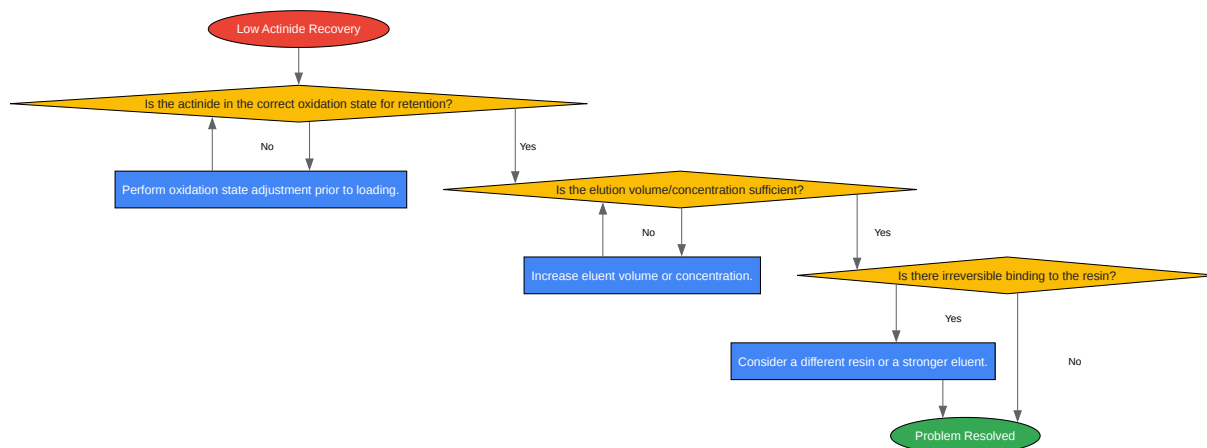 Low Actinide Recovery
Is the actinide in the correct oxidation state for retention?
No
Yes
Perform oxidation state adjustment prior to loading.
Is the elution volume/concentration sufficient?
No
Yes
Increase eluent volume or concentration.
Is there irreversible binding to the resin?
Yes
No
Consider a different resin or a stronger eluent.
Problem Resolved